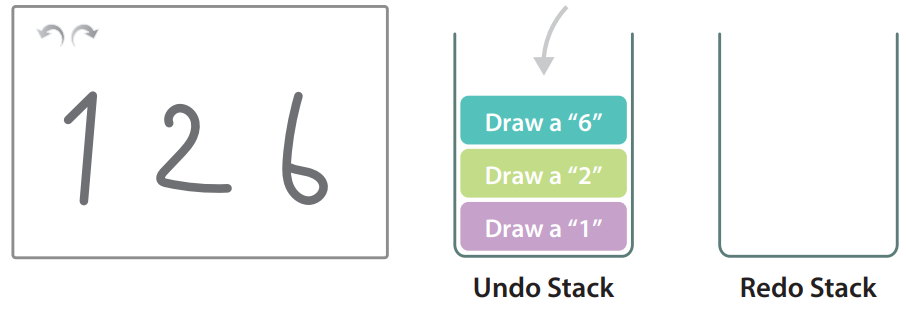 1 2 6
Draw a “6”
Draw a “2”
Draw a “1”
Undo Stack
Redo Stack